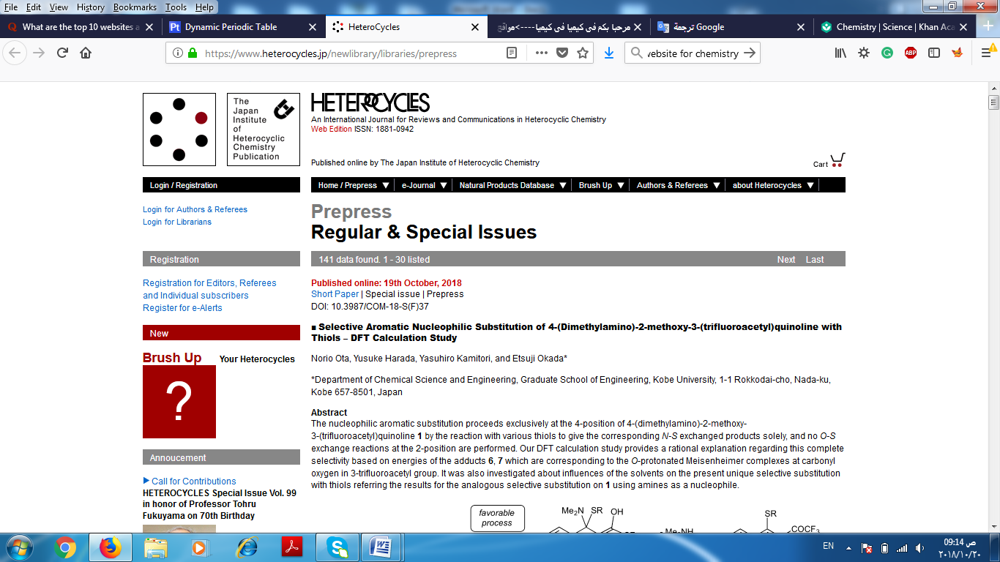 File Edit View History Bookmarks Tools Help
What are the top 10 websites a
Dynamic Periodic Table
HeteroCycles
مرحبا بكم فى كيميا فى كيميا---->مواقع
ترجمة Google
Chemistry | Science | Khan Aca
https://www.heterocycles.jp/newlibrary/libraries/prepress
website for chemistry
ABP
The
Japan
Institute
of
Heterocyclic
Chemistry
Publication
HETEROCYCLES
An International Journal for Reviews and Communications in Heterocyclic Chemistry
Web Edition ISSN: 1881-0942
Published online by The Japan Institute of Heterocyclic Chemistry
Cart
Login / Registration
Home / Prepress ▼ e-Journal ▼ Natural Products Database ▼ Brush Up ▼ Authors & Referees ▼ about Heterocycles ▼
Login for Authors & Referees
Login for Librarians
Registration
Registration for Editors, Referees
and Individual subscribers
Register for e-Alerts
New
Brush Up Your Heterocycles
?
Annoucement
Call for Contributions
HETEROCYCLES Special Issue Vol. 99
in honor of Professor Tohru
Fukuyama on 70th Birthday
Prepress
Regular & Special Issues
141 data found. 1 - 30 listed
Next Last
Published online: 19th October, 2018
Short Paper | Special issue | Prepress
DOI: 10.3987/COM-18-S(F)37
■ Selective Aromatic Nucleophilic Substitution of 4-(Dimethylamino)-2-methoxy-3-(trifluoroacetyl)quinoline with
Thiols – DFT Calculation Study
Norio Ota, Yusuke Harada, Yasuhiro Kamitori, and Etsuji Okada*
*Department of Chemical Science and Engineering, Graduate School of Engineering, Kobe University, 1-1 Rokkodai-cho, Nada-ku,
Kobe 657-8501, Japan
Abstract
The nucleophilic aromatic substitution proceeds exclusively at the 4-position of 4-(dimethylamino)-2-methoxy-
3-(trifluoroacetyl)quinoline 1 by the reaction with various thiols to give the corresponding N-S exchanged products solely, and no O-S
exchange reactions at the 2-position are performed. Our DFT calculation study provides a rational explanation regarding this complete
selectivity based on energies of the adducts 6, 7 which are corresponding to the O-protonated Meisenheimer complexes at carbonyl
oxygen in 3-trifluoroacetyl group. It was also investigated about influences of the solvents on the present unique selective substitution
with thiols referring the results for the analogous selective substitution on 1 using amines as a nucleophile.
favorable
process
Me2N SR OH
Me2NH
SR
COCF3
EN
09:14 ص
٢٠١٨/١٠/٢٠